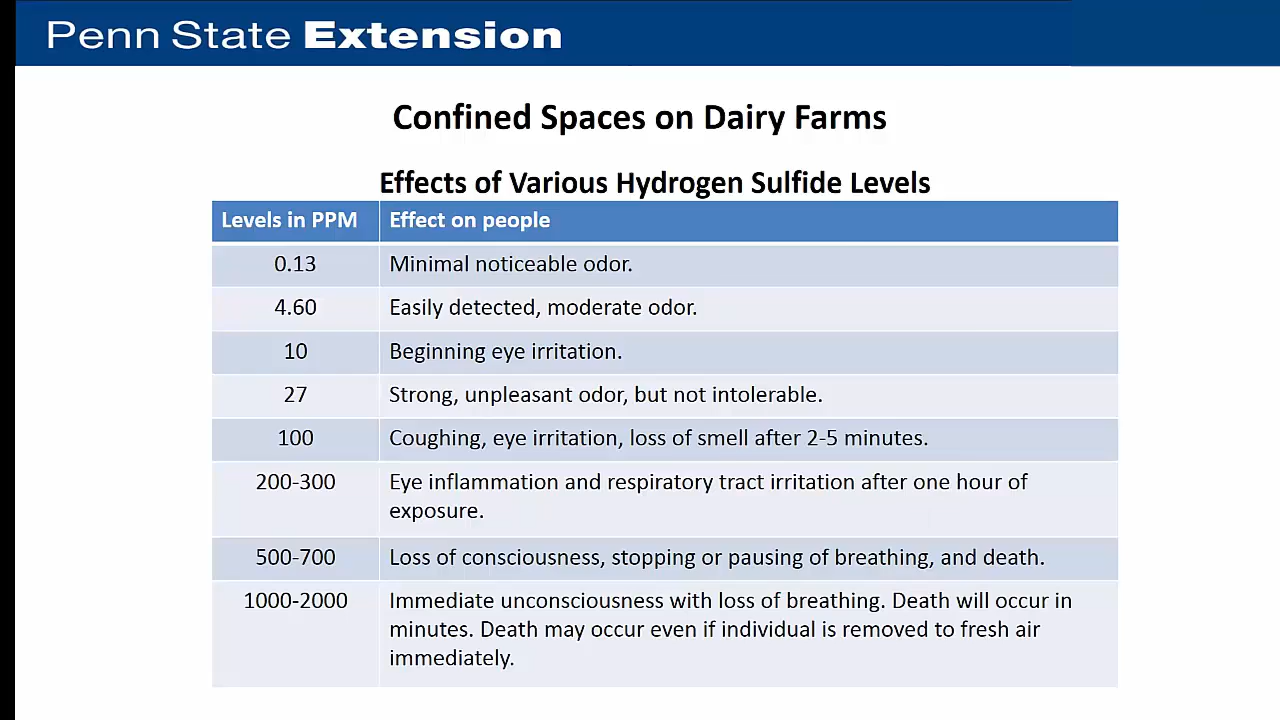 Penn State Extension
Confined Spaces on Dairy Farms
Effects of Various Hydrogen Sulfide Levels
Levels in PPM Effect on people
0.13 Minimal noticeable odor.
4.60 Easily detected, moderate odor.
10 Beginning eye irritation.
27 Strong, unpleasant odor, but not intolerable.
100 Coughing, eye irritation, loss of smell after 2-5 minutes.
200-300 Eye inflammation and respiratory tract irritation after one hour of
exposure.
500-700 Loss of consciousness, stopping or pausing of breathing, and death.
1000-2000 Immediate unconsciousness with loss of breathing. Death will occur in
minutes. Death may occur even if individual is removed to fresh air
immediately.